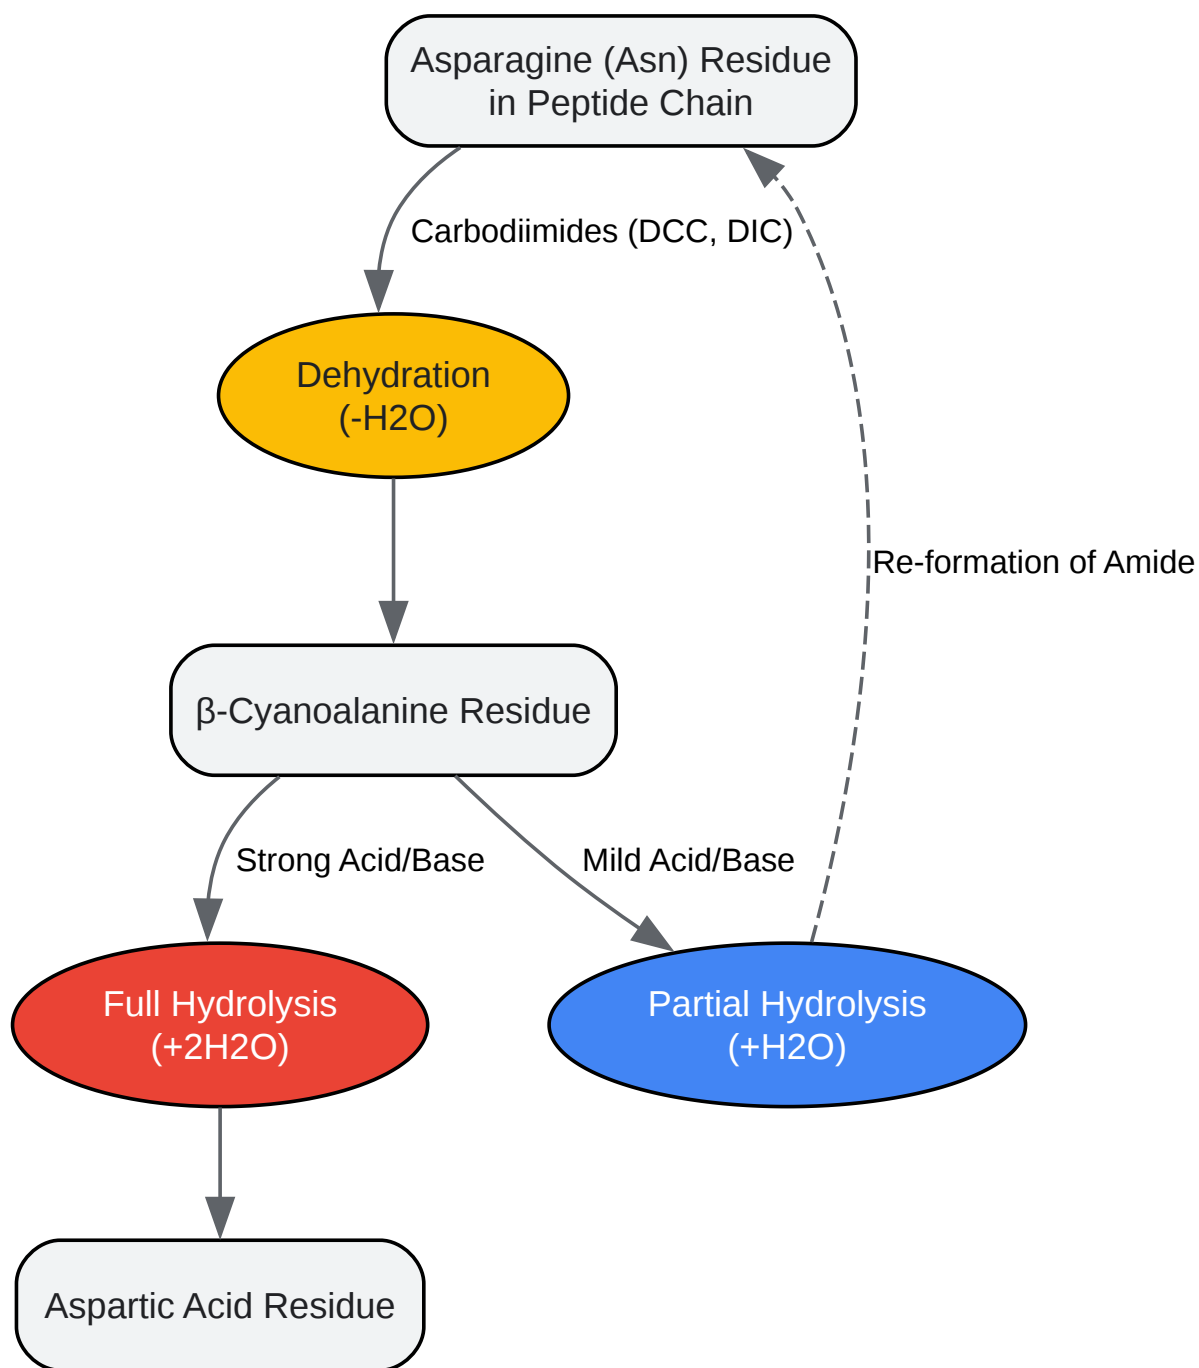 Asparagine (Asn) Residue
in Peptide Chain
Carbodiimides (DCC, DIC)
Dehydration
(-H2O)
Re-formation of Amide
β-Cyanoalanine Residue
Strong Acid/Base
Mild Acid/Base
Full Hydrolysis
(+2H2O)
Partial Hydrolysis
(+H2O)
Aspartic Acid Residue